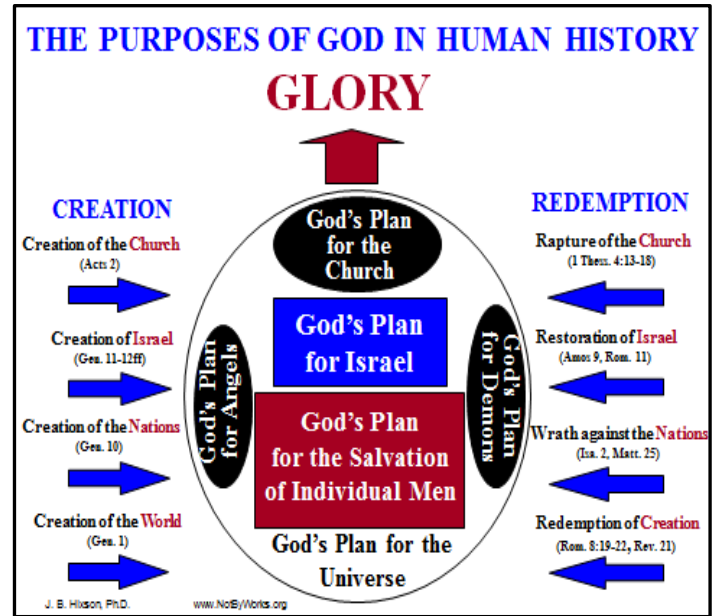 THE PURPOSES OF GOD IN HUMAN HISTORY
GLORY
CREATION
Creation of the Church
(Acts 2)
Creation of Israel
(Gen. 11-12ff)
Creation of the Nations
(Gen. 10)
Creation of the World
(Gen. 1)
God's Plan
for the
Church
God's Plan
for Israel
God's Plan
for Angels
God's Plan
for Demons
God's Plan
for the Salvation
of Individual Men
God's Plan for the
Universe
REDEMPTION
Rapture of the Church
(1 Thess. 4:13-18)
Restoration of Israel
(Amos 9, Rom. 11)
Wrath against the Nations
(Isa. 2, Matt. 25)
Redemption of Creation
(Rom. 8:19-22, Rev. 21)
J. B. Hixson, Ph.D.
www.NotByWorks.org